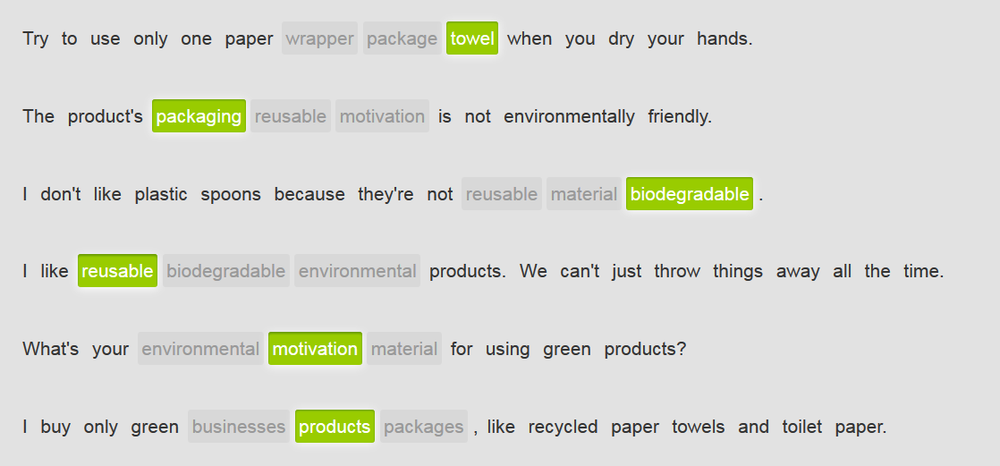 Try to use only one paper wrapper package towel when you dry your hands.
The product's packaging reusable motivation is not environmentally friendly.
I don't like plastic spoons because they're not reusable material biodegradable .
I like reusable biodegradable environmental products. We can't just throw things away all the time.
What's your environmental motivation material for using green products?
I buy only green businesses products packages , like recycled paper towels and toilet paper.